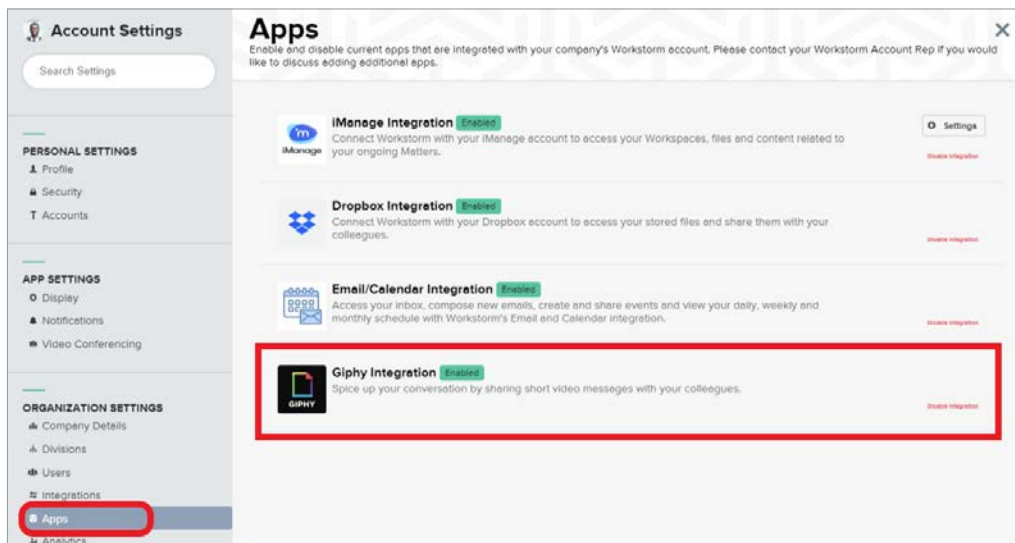 Account Settings
Search Settings
PERSONAL SETTINGS
Profile
Security
Accounts
APP SETTINGS
Display
Notifications
Video Conferencing
ORGANIZATION SETTINGS
Company Details
Divisions
Users
Integrations
Apps
Analytics
Apps
Enable and disable current apps that are integrated with your company's Workstorm account. Please contact your Workstorm Account Rep if you would
like to discuss adding additional apps.
iManage
iManage Integration Enabled
Connect Workstorm with your iManage account to access your Workspaces, files and content related to
your ongoing Matters.
Settings
Disable Integration
Dropbox Integration Enabled
Connect Workstorm with your Dropbox account to access your stored files and share them with your
colleagues.
Disable Integration
Email/Calendar Integration Enabled
Access your inbox, compose new emails, create and share events and view your daily, weekly and
monthly schedule with Workstorm's Email and Calendar integration.
Disable Integration
GIPHY
Giphy Integration Enabled
Spice up your conversation by sharing short video messages with your colleagues.
Disable Integration